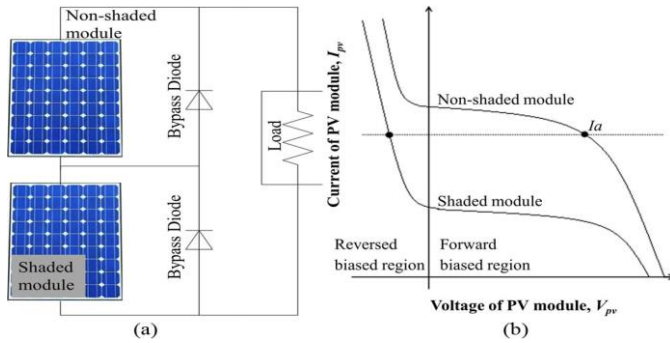 (a)
Non-shaded
module
Shaded
module
Bypass Diode
Bypass Diode
Load
(a)
(b)
Current of PV module, Ipv
Non-shaded module
Ia
Shaded module
Reversed
biased region
Forward
biased region
Voltage of PV module, Vpv
(b)